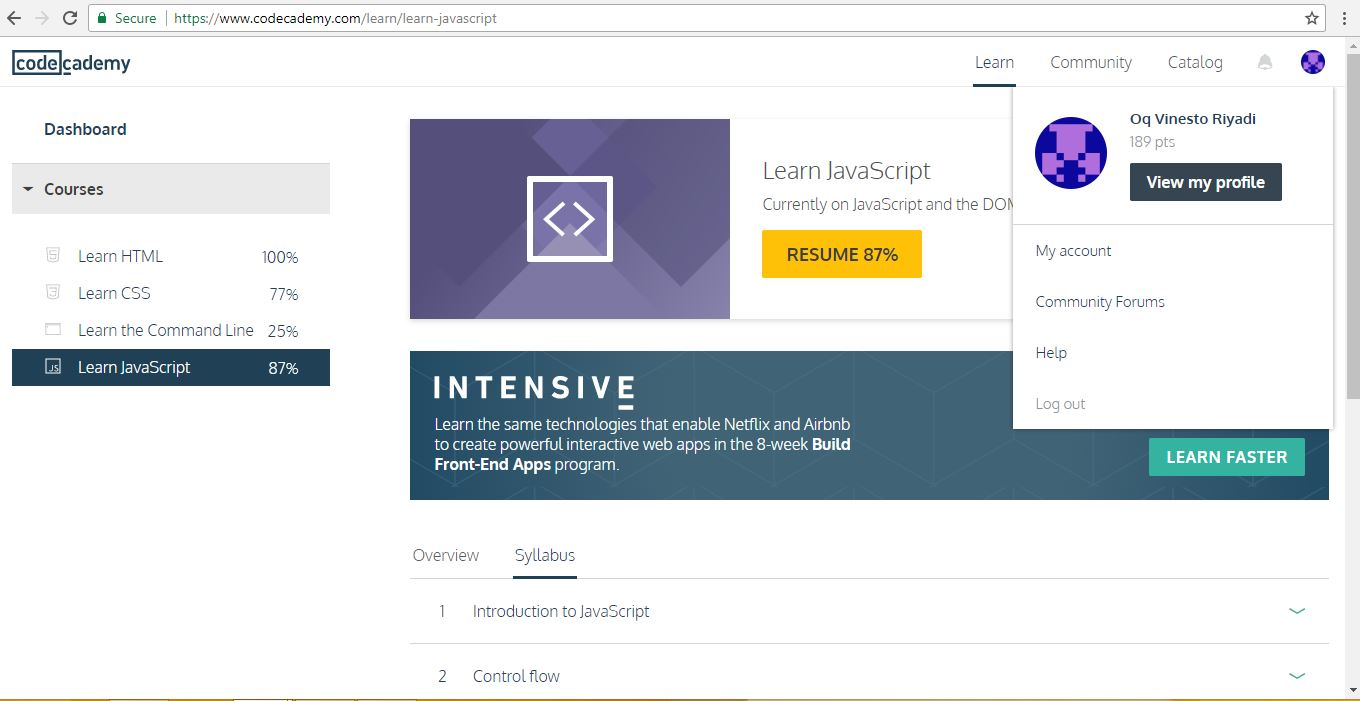 Secure https://www.codecademy.com/learn/learn-javascript
codecademy
Learn Community Catalog
Dashboard
Courses
Learn HTML 100%
Learn CSS 77%
Learn the Command Line 25%
JS Learn JavaScript 87%
Learn JavaScript
Currently on JavaScript and the DOM
RESUME 87%
Oq Vinesto Riyadi
189 pts
View my profile
My account
Community Forums
Help
Log out
INTENSIVE
Learn the same technologies that enable Netflix and Airbnb
to create powerful interactive web apps in the 8-week Build
Front-End Apps program.
LEARN FASTER
Overview Syllabus
1 Introduction to JavaScript
2 Control flow